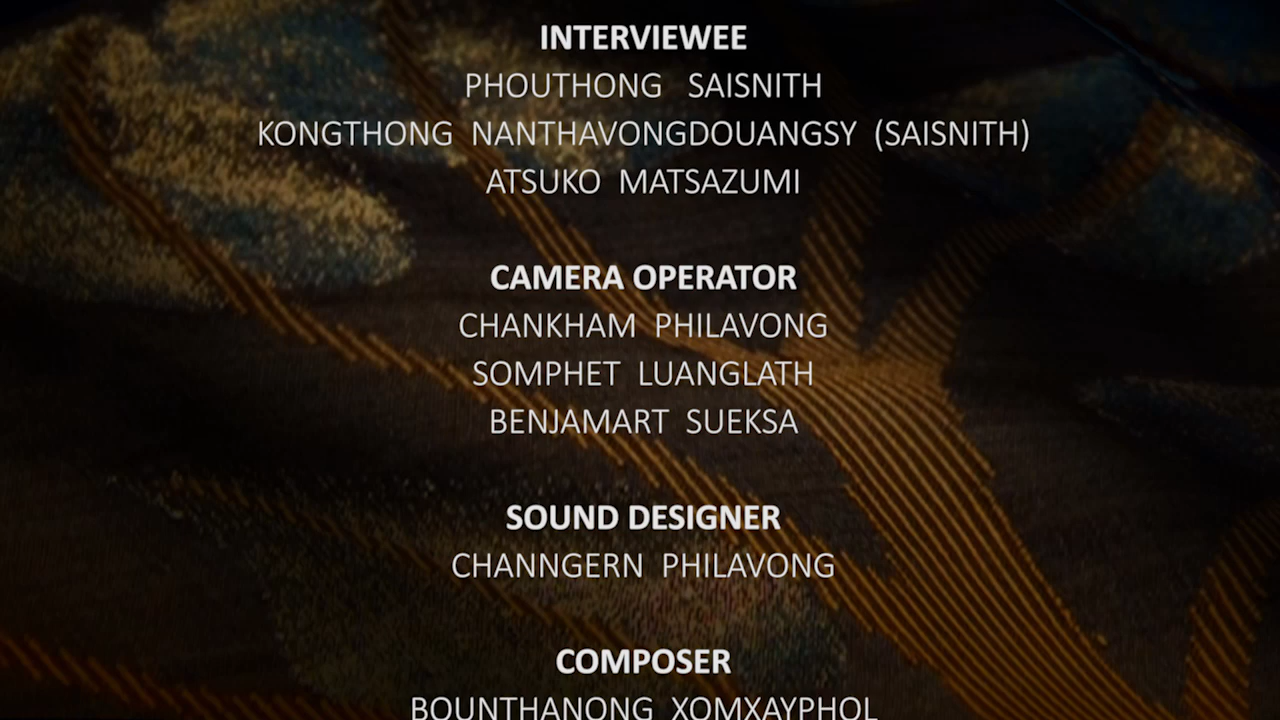 INTERVIEWEE
PHOUTHONG SAISNITH
KONGTHONG NANTHAVONGDOUANGSY (SAISNITH)
ATSUKO MATSAZUMI
CAMERA OPERATOR
CHANKHAM PHILAVONG
SOMPHET LUANGLATH
BENJAMART SUEKSA
SOUND DESIGNER
CHANNGERN PHILAVONG
COMPOSER
BOUNTHANONG XOMXAYPHOL